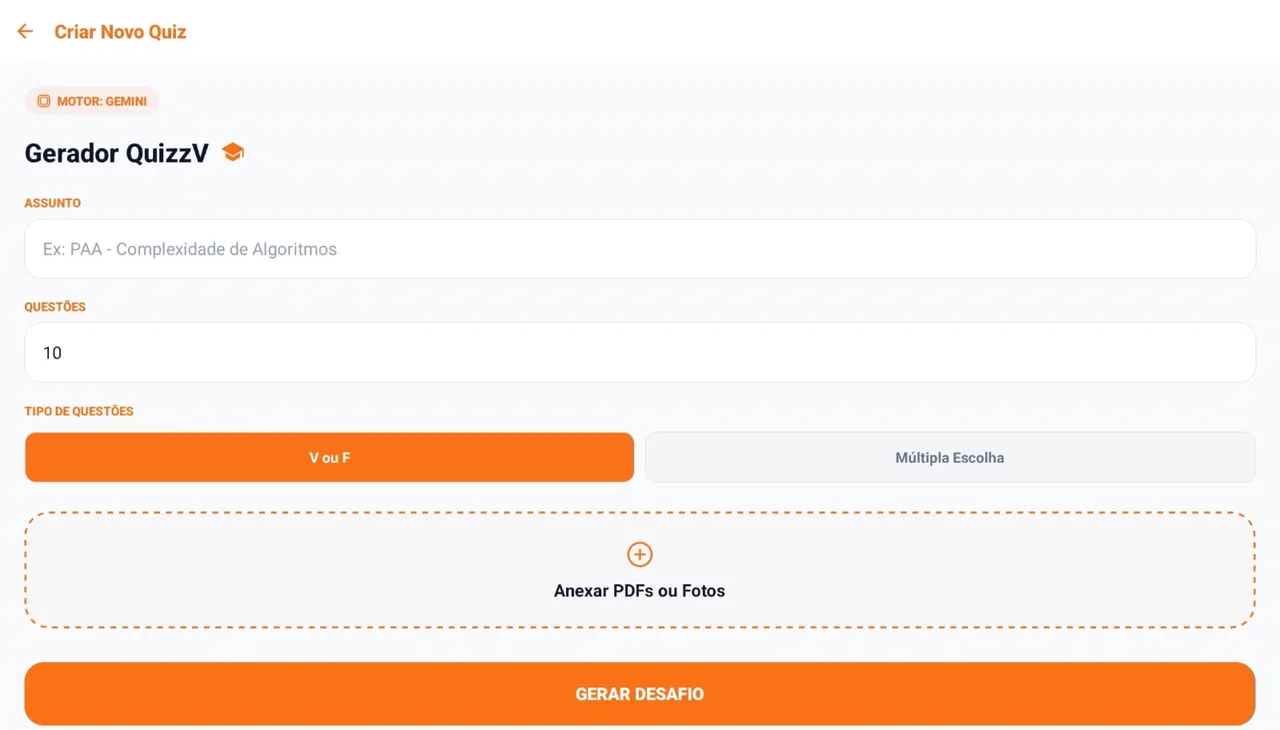 Criar Novo Quiz
MOTOR: GEMINI
Gerador QuizzV
ASSUNTO
Ex: PAA - Complexidade de Algoritmos
QUESTÕES
10
TIPO DE QUESTÕES
V ou F
Múltipla Escolha
Anexar PDFs ou Fotos
GERAR DESAFIO